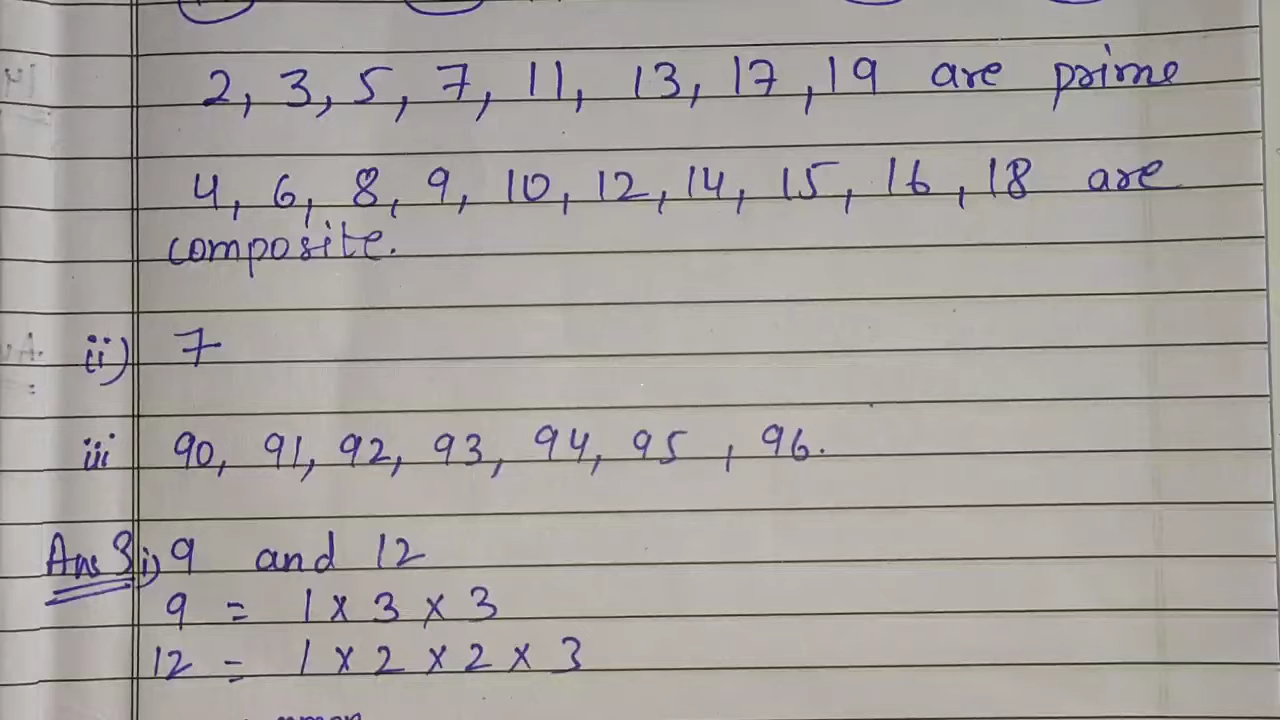 2, 3, 5, 7, 11, 13, 17, 19 are prime
4, 6, 8, 9, 10, 12, 14, 15, 16, 18 are
composite.
ii) 7
iii 90, 91, 92, 93, 94, 95, 96.
Ans 3 i) 9 and 12
9 = 1 x 3 x 3
12 = 1 x 2 x 2 x 3